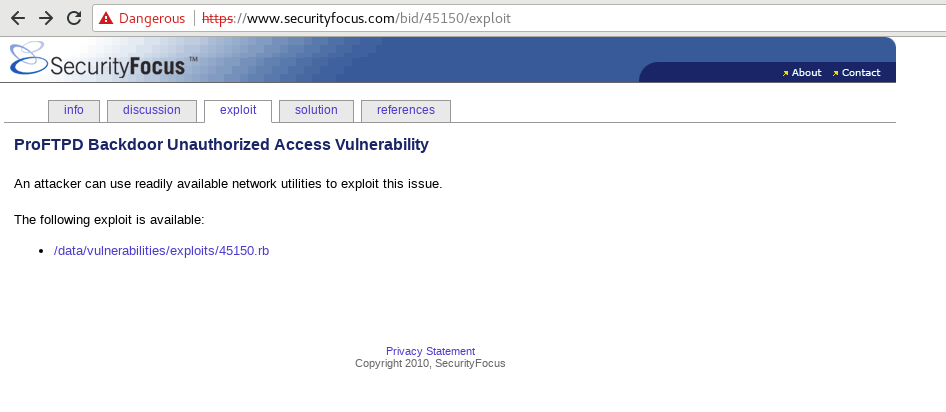 Dangerous https://www.securityfocus.com/bid/45150/exploit
SecurityFocus™
About Contact
info discussion exploit solution references
ProFTPD Backdoor Unauthorized Access Vulnerability
An attacker can use readily available network utilities to exploit this issue.
The following exploit is available:
• /data/vulnerabilities/exploits/45150.rb
Privacy Statement
Copyright 2010, SecurityFocus